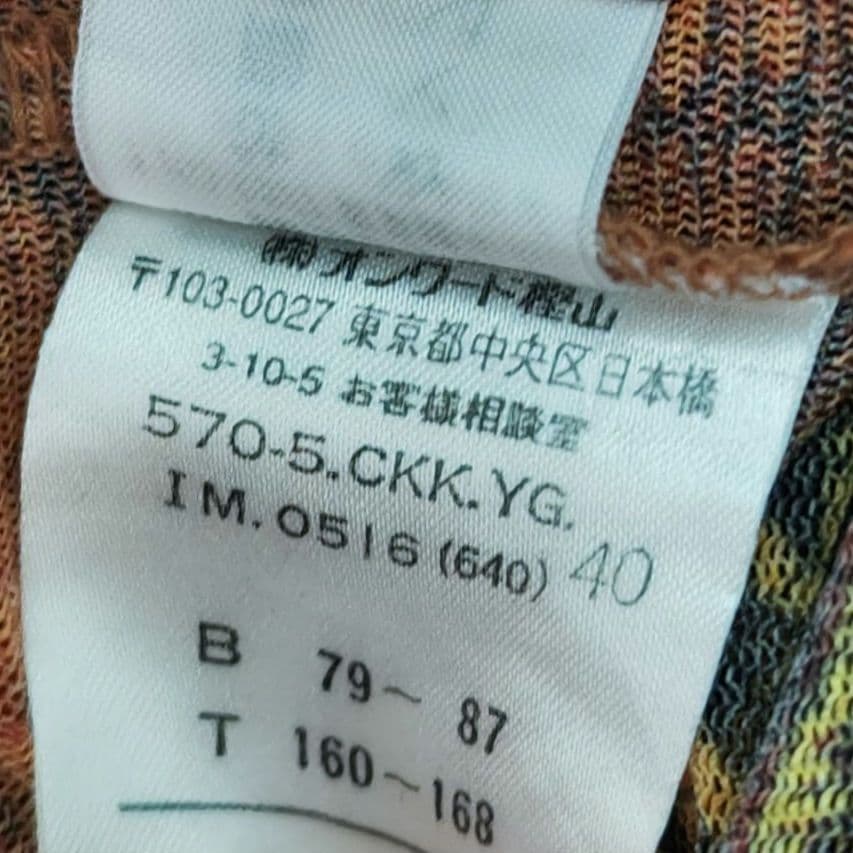 ㈱オンワード樫山
〒103-0027 東京都中央区日本橋
3-10-5 お客様相談室
570-5.CKK.YG.
IM.0516(640) 40
B 79～87
T 160～168